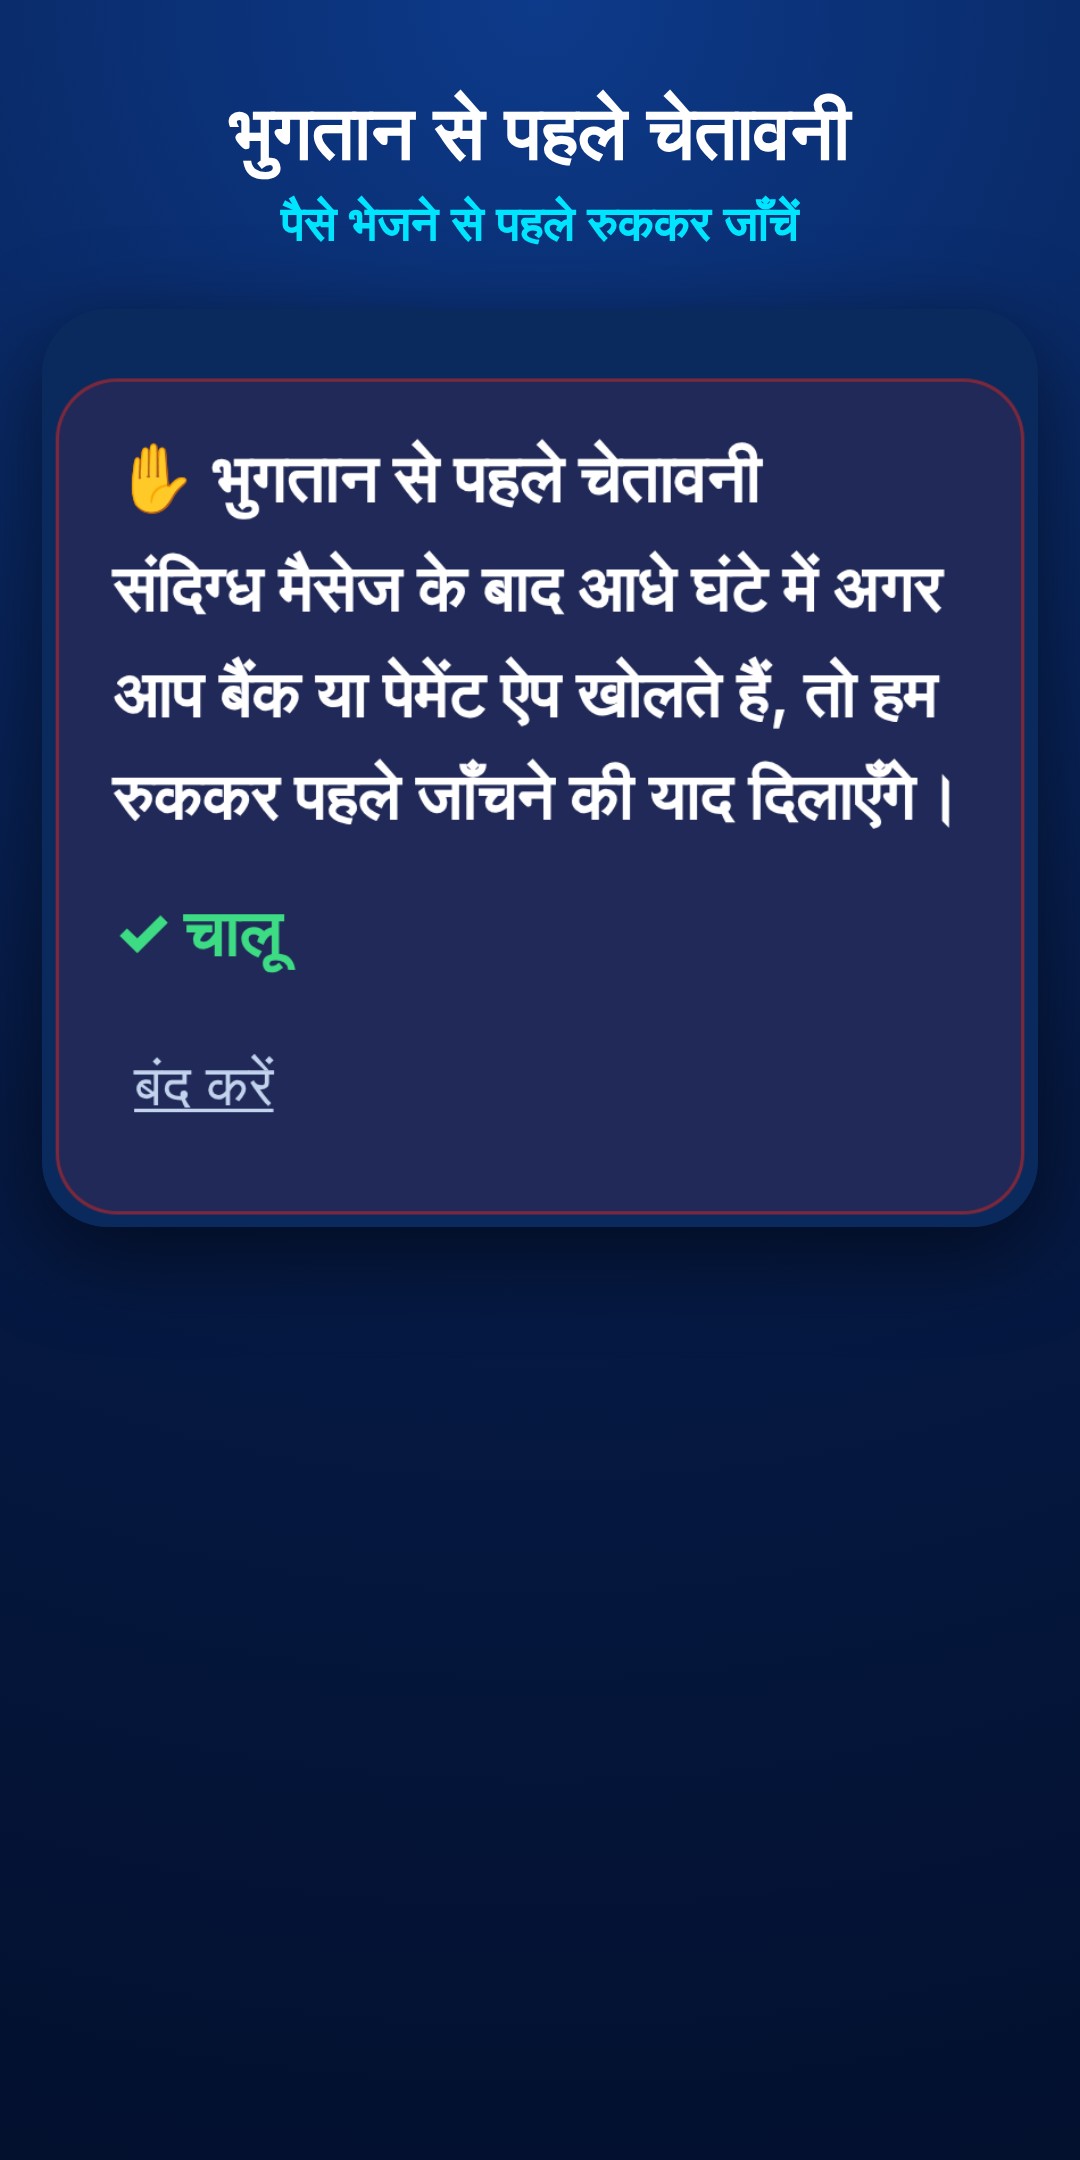 भुगतान से पहले चेतावनी
पैसे भेजने से पहले रुककर जाँचें
✋ भुगतान से पहले चेतावनी
संदिग्ध मैसेज के बाद आधे घंटे में अगर
आप बैंक या पेमेंट ऐप खोलते हैं, तो हम
रुककर पहले जाँचने की याद दिलाएँगे।
✓ चालू
बंद करें